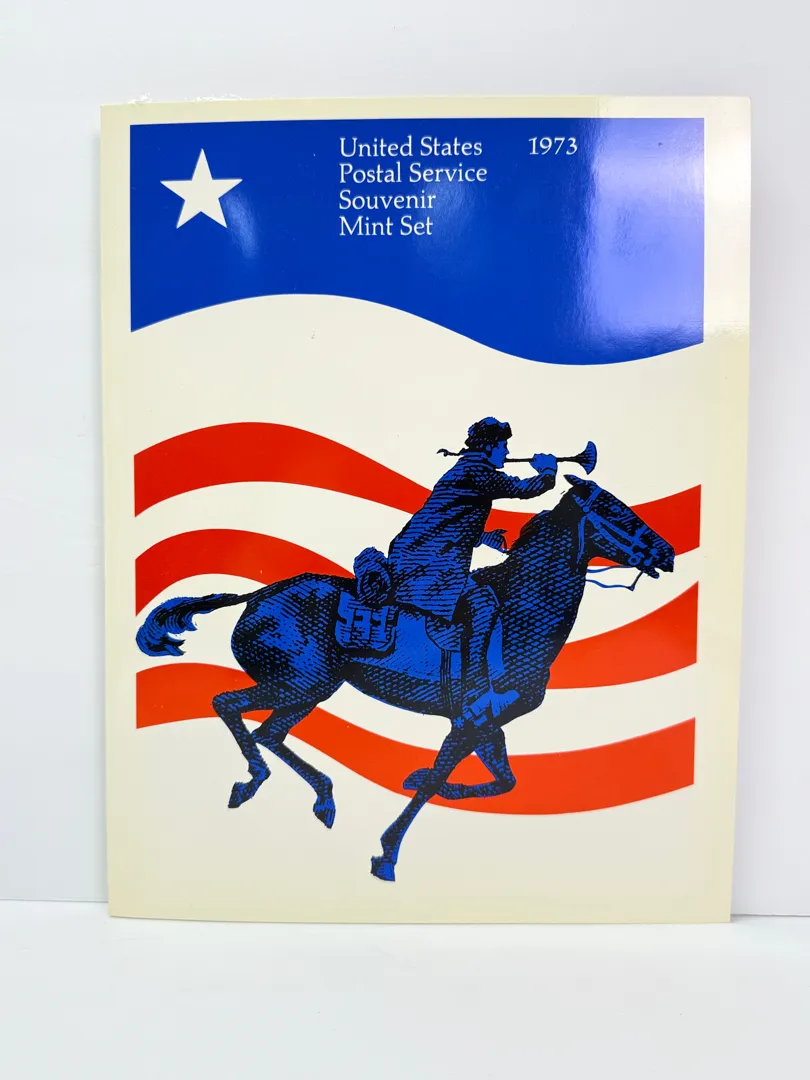 United States 1973
Postal Service
Souvenir
Mint Set